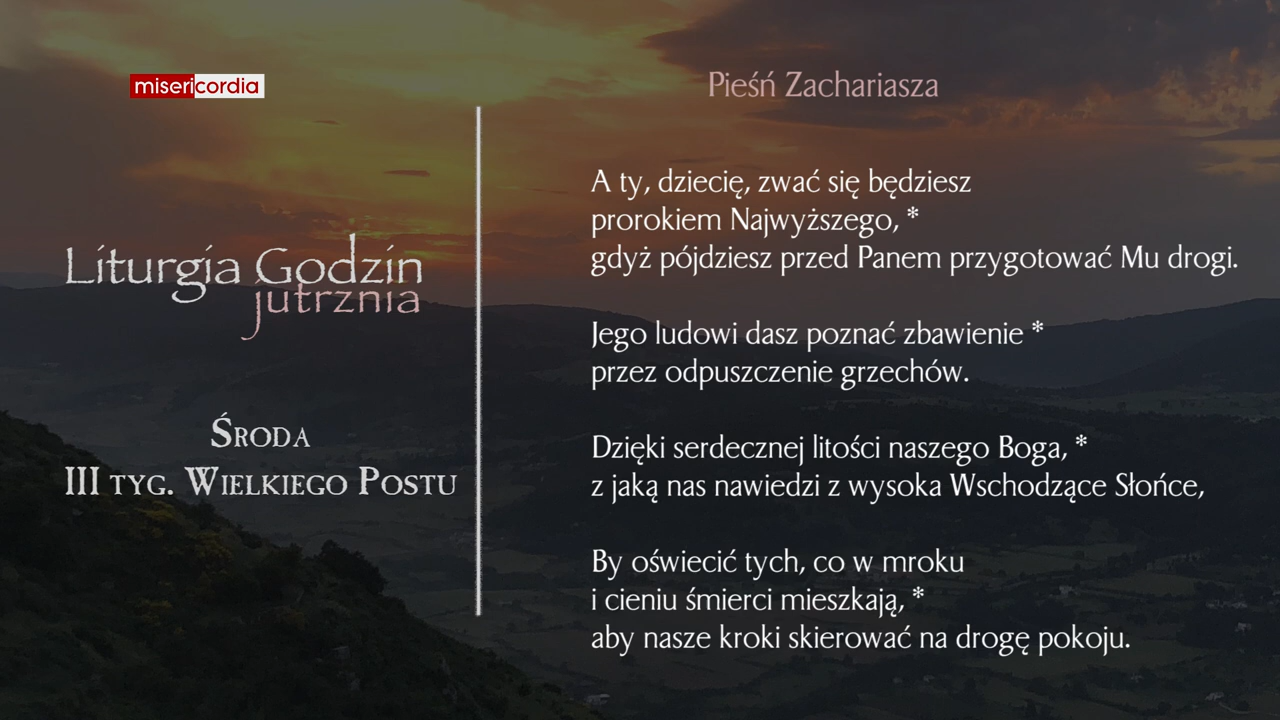 misericordia
Liturgia Godzin
jutrznia
Środa
III tyg. Wielkiego Postu
Pieśń Zachariasza
A ty, dziecię, zwać się będziesz
prorokiem Najwyższego, *
gdyż pójdziesz przed Panem przygotować Mu drogi.
Jego ludowi dasz poznać zbawienie *
przez odpuszczenie grzechów.
Dzięki serdecznej litości naszego Boga, *
z jaką nas nawiedzi z wysoka Wschodzące Słońce,
By oświecić tych, co w mroku
i cieniu śmierci mieszkają, *
aby nasze kroki skierować na drogę pokoju.